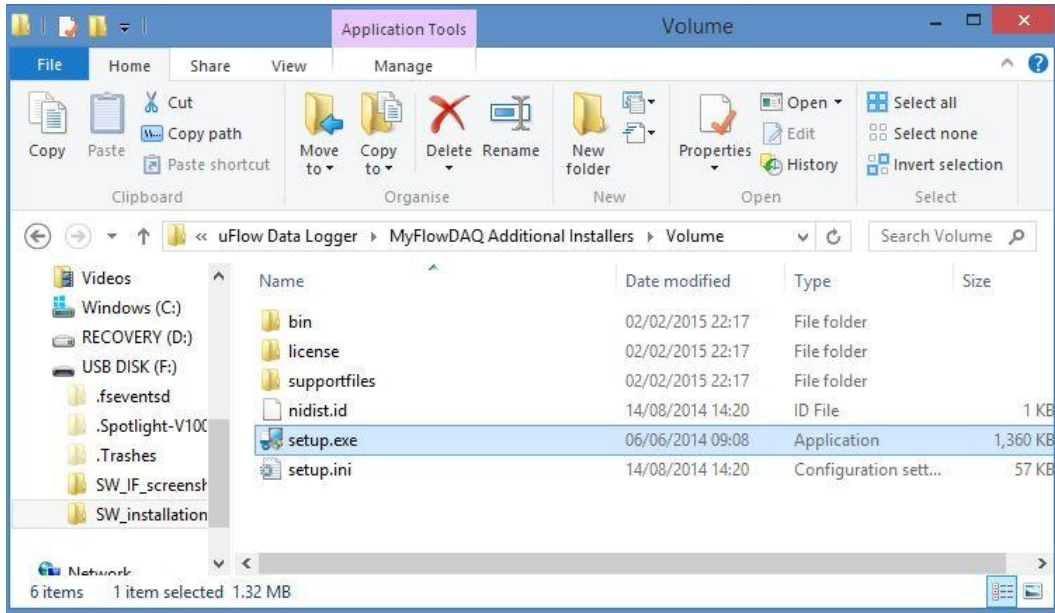 Application Tools
Volume
File Home Share View Manage
Copy
Paste
Cut
Copy path
Paste shortcut
Clipboard
Move to
Copy to
Delete
Rename
Organise
New folder
New
Properties
Open
Edit
History
Open
Select all
Select none
Invert selection
Select
« uFlow Data Logger MyFlowDAQ Additional Installers Volume
Search Volume
Videos
Windows (C:)
RECOVERY (D:)
USB DISK (F:)
.fseventsd
.Spotlight-V100
.Trashes
SW_IF_screensh
SW_installation
Network
Name Date modified Type Size
bin 02/02/2015 22:17 File folder
license 02/02/2015 22:17 File folder
supportfiles 02/02/2015 22:17 File folder
nidist.id 14/08/2014 14:20 ID File 1 KB
setup.exe 06/06/2014 09:08 Application 1,360 KB
setup.ini 14/08/2014 14:20 Configuration sett... 57 KB
6 items 1 item selected 1.32 MB